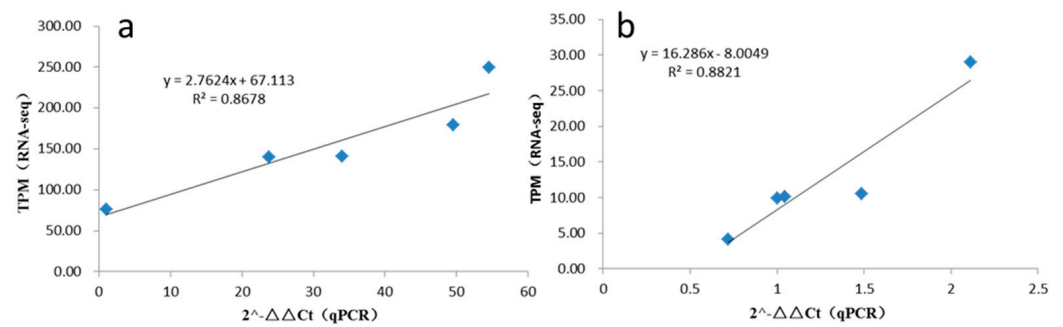 a
y = 2.7624x + 67.113
R² = 0.8678
300.00
250.00
200.00
150.00
100.00
50.00
0.00
TPM（RNA-seq）
0 10 20 30 40 50 60
2^-△△Ct（qPCR）
b
y = 16.286x - 8.0049
R² = 0.8821
35.00
30.00
25.00
20.00
15.00
10.00
5.00
0.00
TPM（RNA-seq）
0 0.5 1 1.5 2 2.5
2^-△△Ct（qPCR）